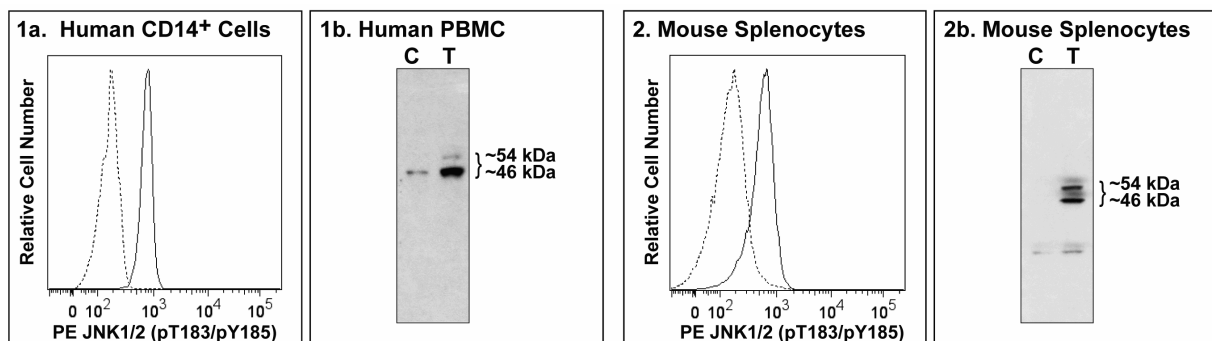 1a. Human CD14+ Cells
Relative Cell Number
0 10^2 10^3 10^4 10^5
PE JNK1/2 (pT183/pY185)
1b. Human PBMC
C T
~54 kDa
~46 kDa
2. Mouse Splenocytes
Relative Cell Number
0 10^2 10^3 10^4 10^5
PE JNK1/2 (pT183/pY185)
2b. Mouse Splenocytes
C T
~54 kDa
~46 kDa